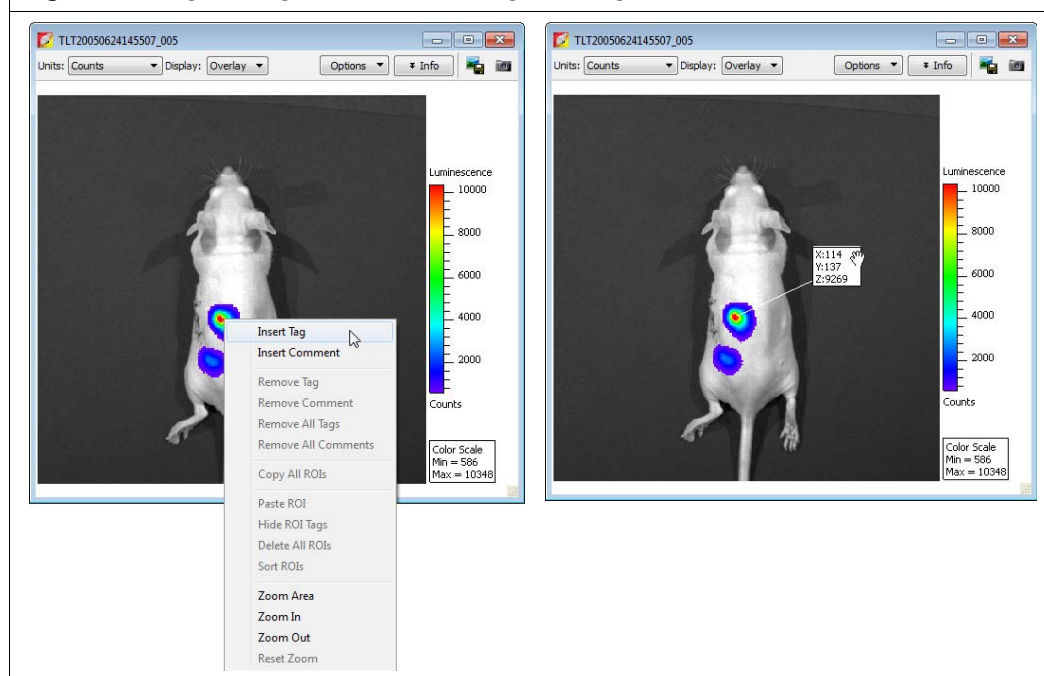 TLT20050624145507_005
Units: Counts Display: Overlay Options Info
Luminescence
10000
8000
6000
4000
2000
Counts
Color Scale
Min = 586
Max = 10348
Insert Tag
Insert Comment
Remove Tag
Remove Comment
Remove All Tags
Remove All Comments
Copy All ROIs
Paste ROI
Hide ROI Tags
Delete All ROIs
Sort ROIs
Zoom Area
Zoom In
Zoom Out
Reset Zoom
TLT20050624145507_005
Units: Counts Display: Overlay Options Info
X:114
Y:137
Z:9269
Luminescence
10000
8000
6000
4000
2000
Counts
Color Scale
Min = 586
Max = 10348